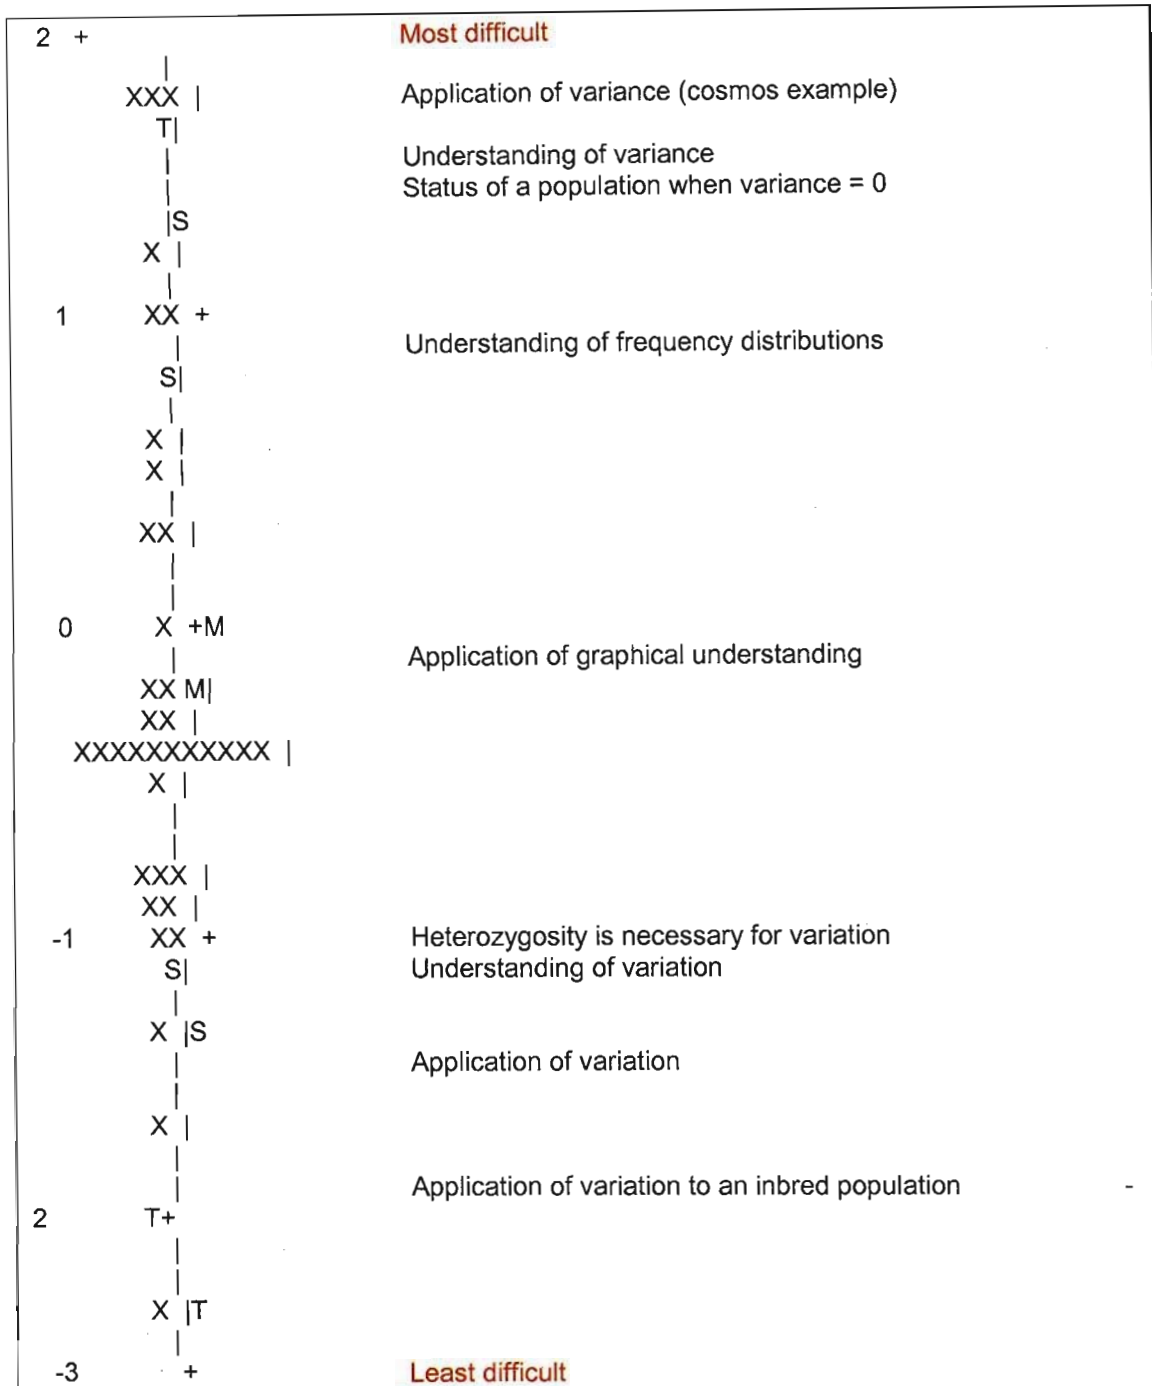 2 + Most difficult
|
XXX | Application of variance (cosmos example)
T|
| Understanding of variance
| Status of a population when variance = 0
|S
X |
|
1 XX +
| Understanding of frequency distributions
S|
|
X |
X |
|
XX |
|
|
0 X +M
| Application of graphical understanding
XX M|
XX |
XXXXXXXXXXX |
X |
|
|
XXX |
XX |
-1 XX + Heterozygosity is necessary for variation
S| Understanding of variation
|
X |S
| Application of variation
|
X |
|
| Application of variation to an inbred population -
2 T+
|
|
X |T
|
-3 + Least difficult